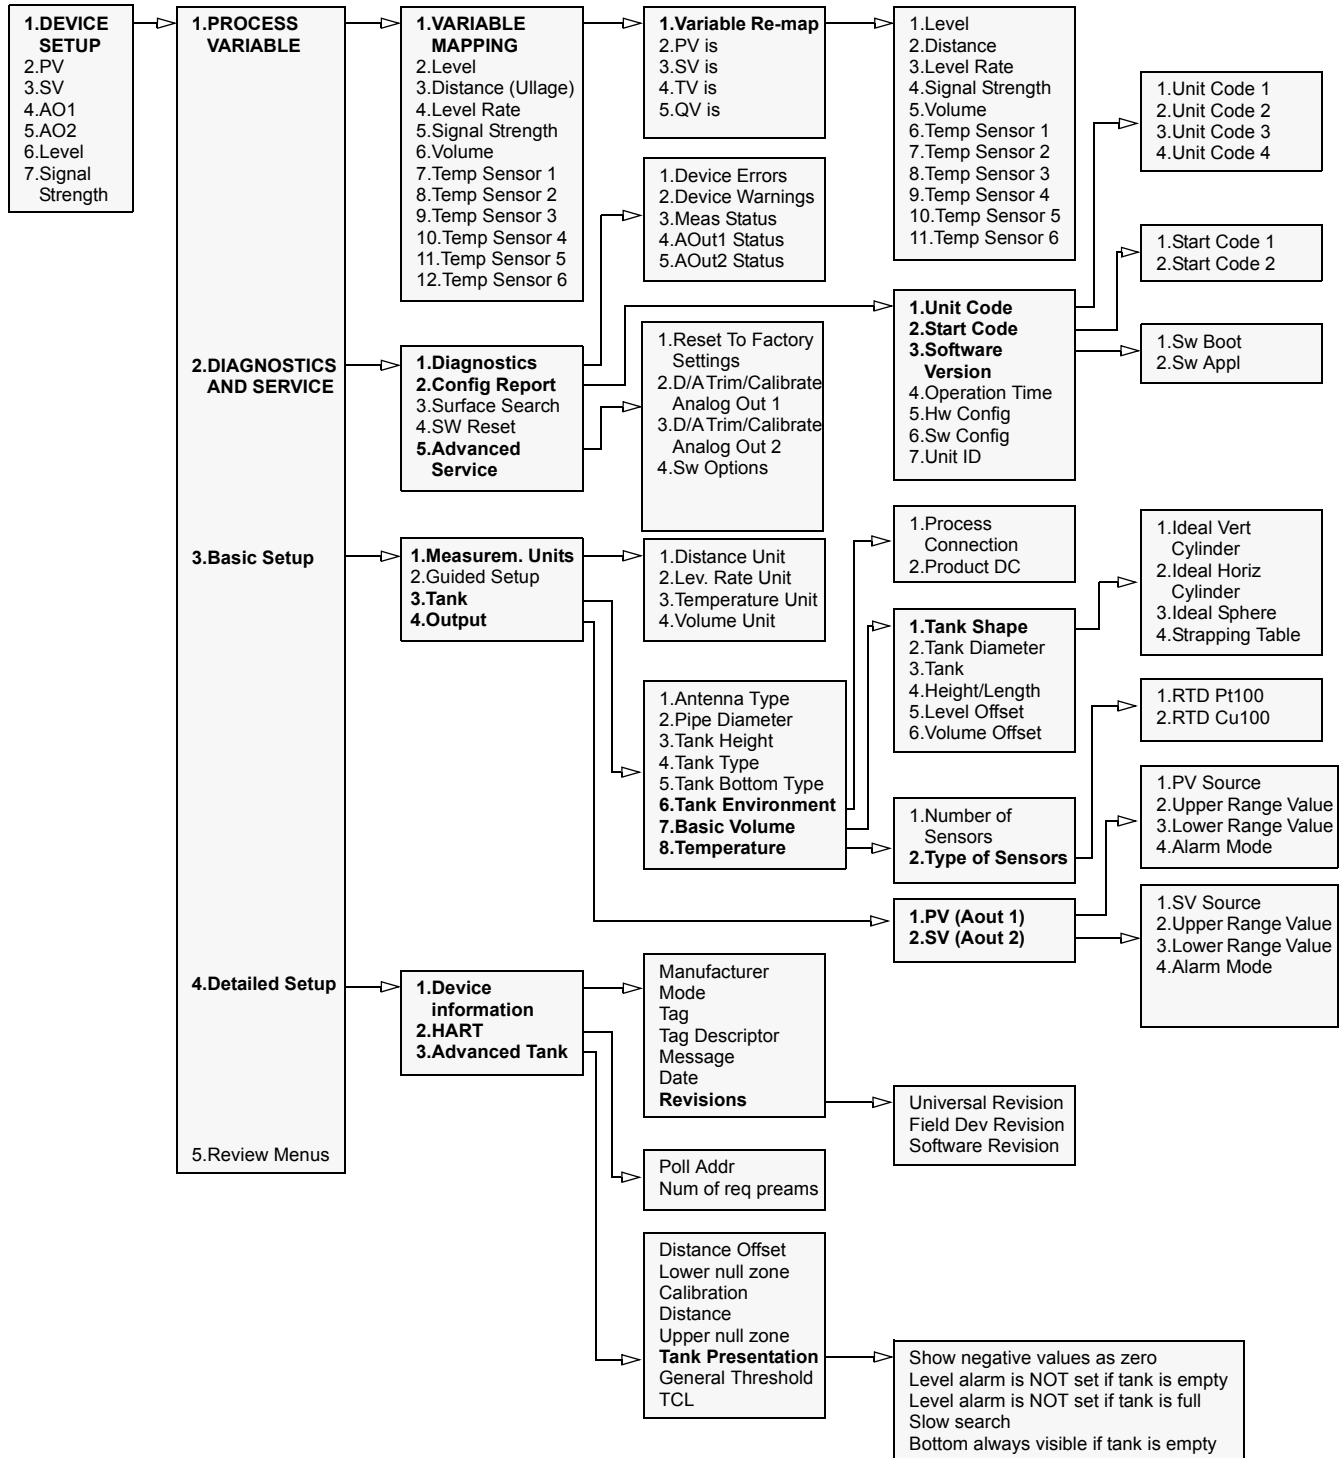 1.DEVICE
SETUP
2.PV
3.SV
4.AO1
5.AO2
6.Level
7.Signal
Strength
1.PROCESS
VARIABLE
2.DIAGNOSTICS
AND SERVICE
3.Basic Setup
4.Detailed Setup
5.Review Menus
1.VARIABLE
MAPPING
2.Level
3.Distance (Ullage)
4.Level Rate
5.Signal Strength
6.Volume
7.Temp Sensor 1
8.Temp Sensor 2
9.Temp Sensor 3
10.Temp Sensor 4
11.Temp Sensor 5
12.Temp Sensor 6
1.Variable Re-map
2.PV is
3.SV is
4.TV is
5.QV is
1.Level
2.Distance
3.Level Rate
4.Signal Strength
5.Volume
6.Temp Sensor 1
7.Temp Sensor 2
8.Temp Sensor 3
9.Temp Sensor 4
10.Temp Sensor 5
11.Temp Sensor 6
1.Diagnostics
2.Config Report
3.Surface Search
4.SW Reset
5.Advanced
Service
1.Device Errors
2.Device Warnings
3.Meas Status
4.AOut1 Status
5.AOut2 Status
1.Reset To Factory
Settings
2.D/A Trim/Calibrate
Analog Out 1
3.D/A Trim/Calibrate
Analog Out 2
4.Sw Options
1.Unit Code
2.Start Code
3.Software
Version
4.Operation Time
5.Hw Config
6.Sw Config
7.Unit ID
1.Unit Code 1
2.Unit Code 2
3.Unit Code 3
4.Unit Code 4
1.Start Code 1
2.Start Code 2
1.Sw Boot
2.Sw Appl
1.Measurem. Units
2.Guided Setup
3.Tank
4.Output
1.Distance Unit
2.Lev. Rate Unit
3.Temperature Unit
4.Volume Unit
1.Antenna Type
2.Pipe Diameter
3.Tank Height
4.Tank Type
5.Tank Bottom Type
6.Tank Environment
7.Basic Volume
8.Temperature
1.Process
Connection
2.Product DC
1.Tank Shape
2.Tank Diameter
3.Tank
4.Height/Length
5.Level Offset
6.Volume Offset
1.Ideal Vert
Cylinder
2.Ideal Horiz
Cylinder
3.Ideal Sphere
4.Strapping Table
1.Number of
Sensors
2.Type of Sensors
1.RTD Pt100
2.RTD Cu100
1.PV (Aout 1)
2.SV (Aout 2)
1.PV Source
2.Upper Range Value
3.Lower Range Value
4.Alarm Mode
1.SV Source
2.Upper Range Value
3.Lower Range Value
4.Alarm Mode
1.Device
information
2.HART
3.Advanced Tank
Manufacturer
Mode
Tag
Tag Descriptor
Message
Date
Revisions
Universal Revision
Field Dev Revision
Software Revision
Poll Addr
Num of req preams
Distance Offset
Lower null zone
Calibration
Distance
Upper null zone
Tank Presentation
General Threshold
TCL
Show negative values as zero
Level alarm is NOT set if tank is empty
Level alarm is NOT set if tank is full
Slow search
Bottom always visible if tank is empty